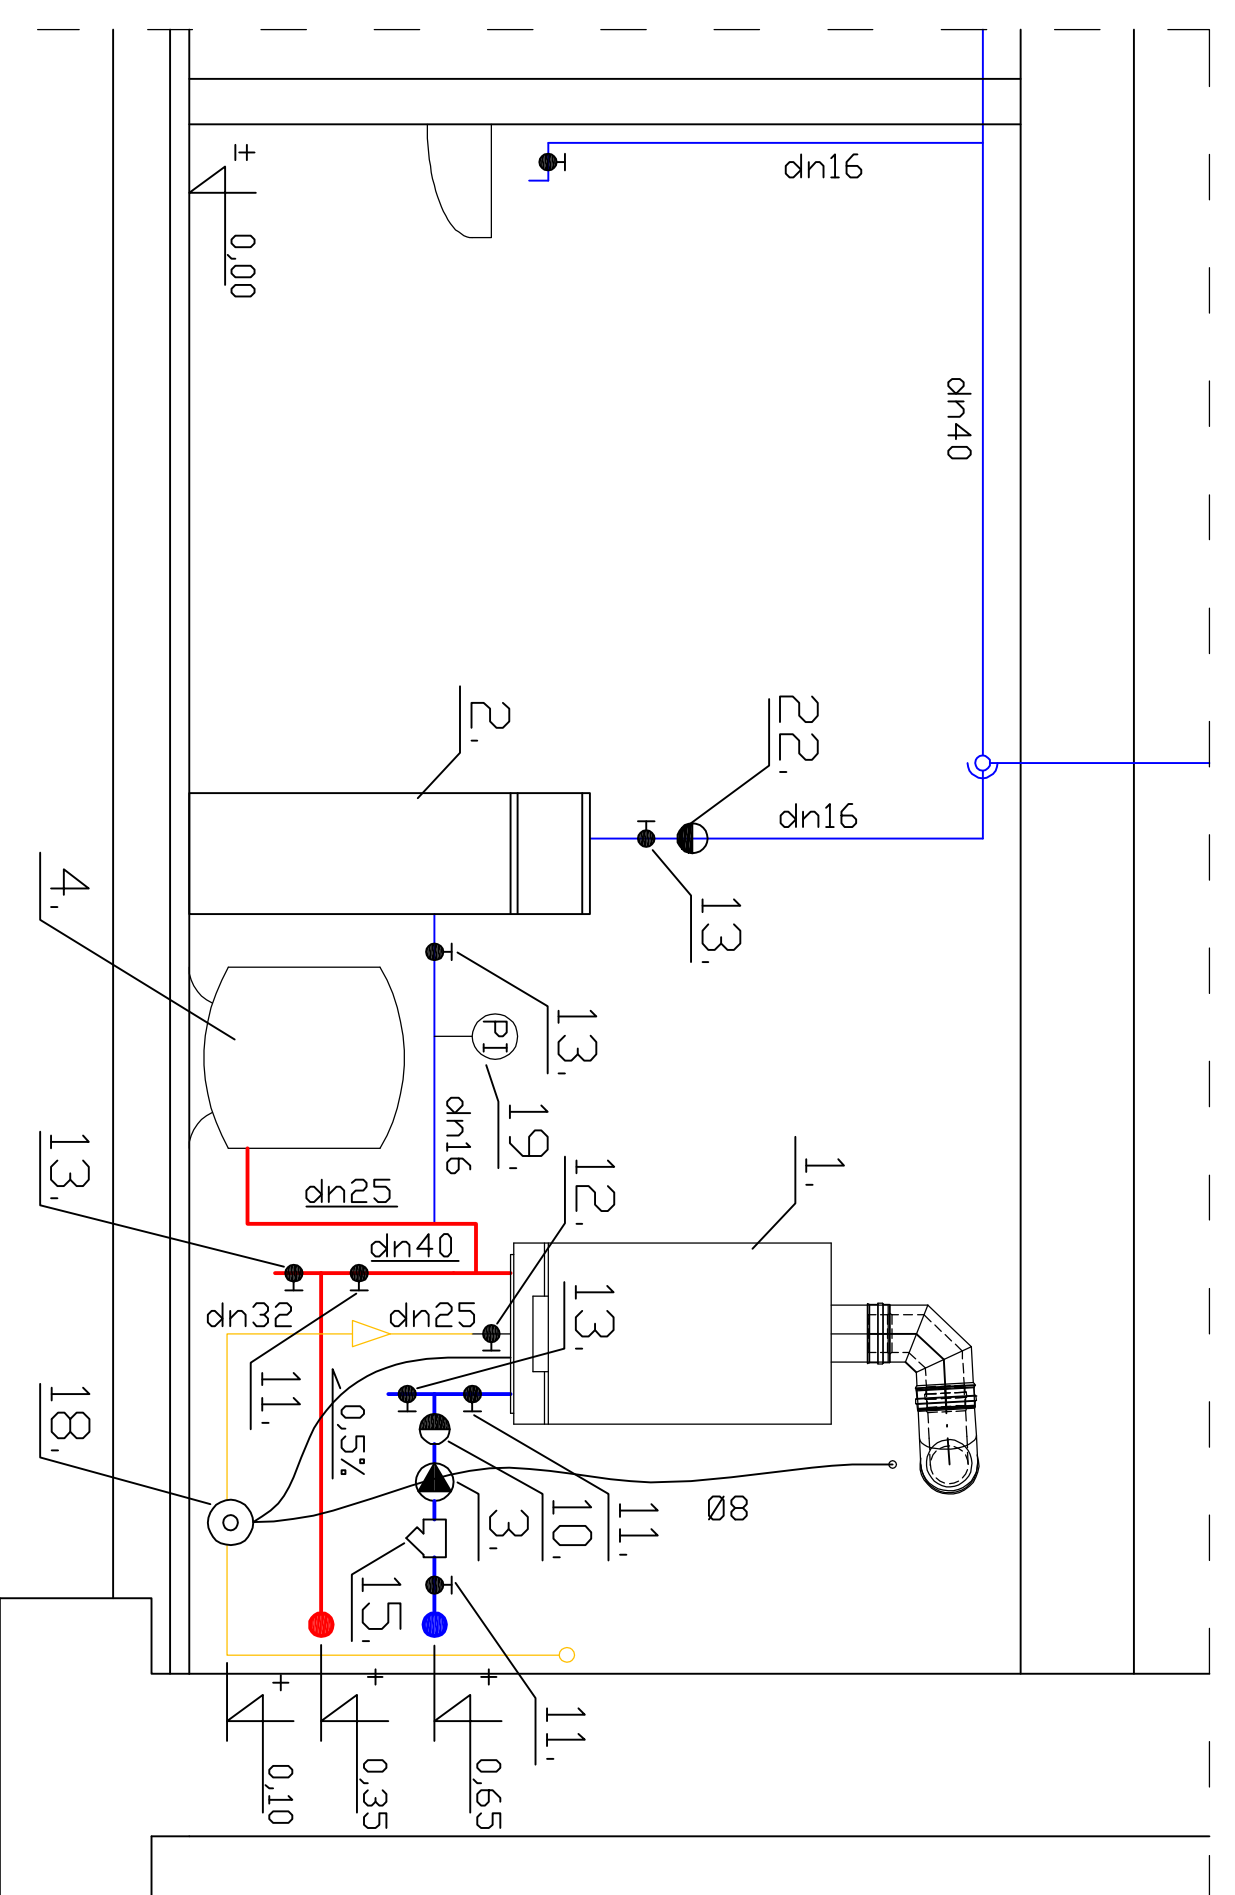 dn16
± 0,00
dn40
2.
22.
dn16
13.
4.
13.
PI
19.
dn16
13.
12.
1.
dn25
dn40
dn32
dn25
13.
11.
18.
0,5%
3.
10.
11.
Ø8
15.
11.
+ 0,10
+ 0,35
+ 0,65